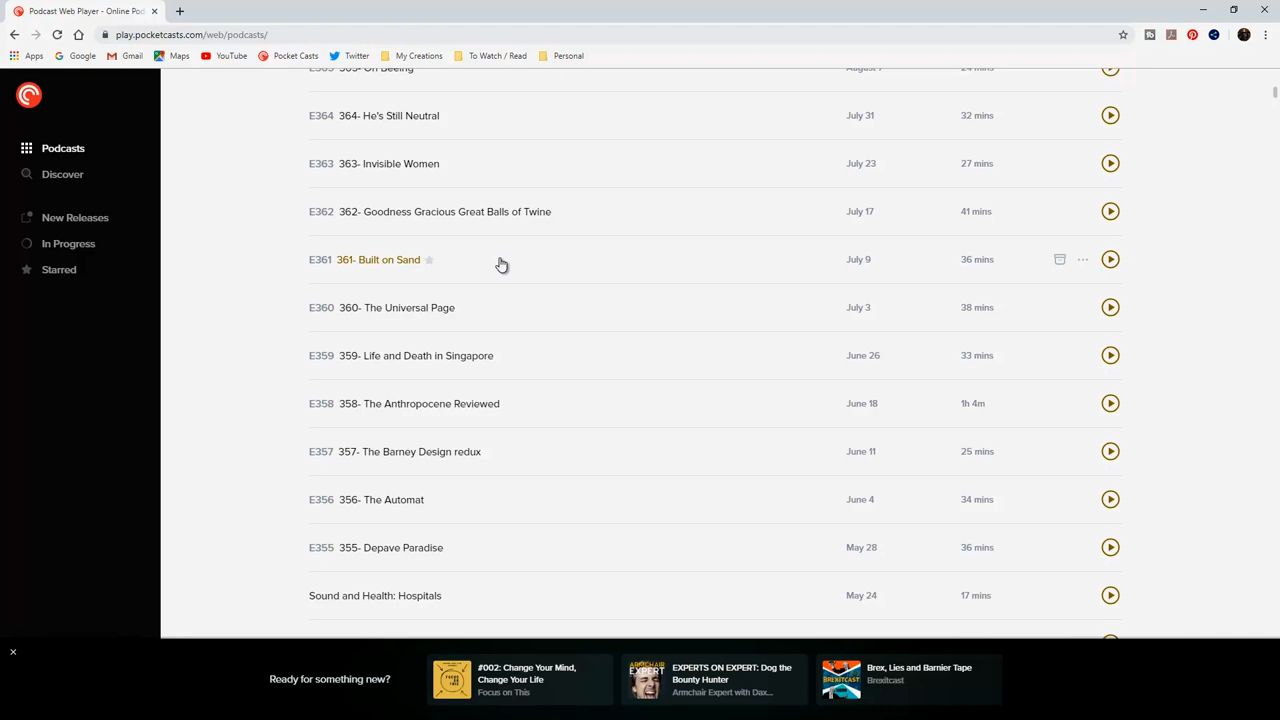 Podcast Web Player - Online Pod
play.pocketcasts.com/web/podcasts/
Apps Google Gmail Maps YouTube Pocket Casts Twitter My Creations To Watch / Read Personal
Podcasts
Discover
New Releases
In Progress
Starred
E364 364- He's Still Neutral July 31 32 mins
E363 363- Invisible Women July 23 27 mins
E362 362- Goodness Gracious Great Balls of Twine July 17 41 mins
E361 361- Built on Sand July 9 36 mins
E360 360- The Universal Page July 3 38 mins
E359 359- Life and Death in Singapore June 26 33 mins
E358 358- The Anthropocene Reviewed June 18 1h 4m
E357 357- The Barney Design redux June 11 25 mins
E356 356- The Automat June 4 34 mins
E355 355- Depave Paradise May 28 36 mins
Sound and Health: Hospitals May 24 17 mins
Ready for something new?
#002: Change Your Mind,
Change Your Life
Focus on This
ARMCHAIR
EXPERT
EXPERTS ON EXPERT: Dog the
Bounty Hunter
Armchair Expert with Dax...
BREXITCAST
Brex, Lies and Barnier Tape
Brexitcast